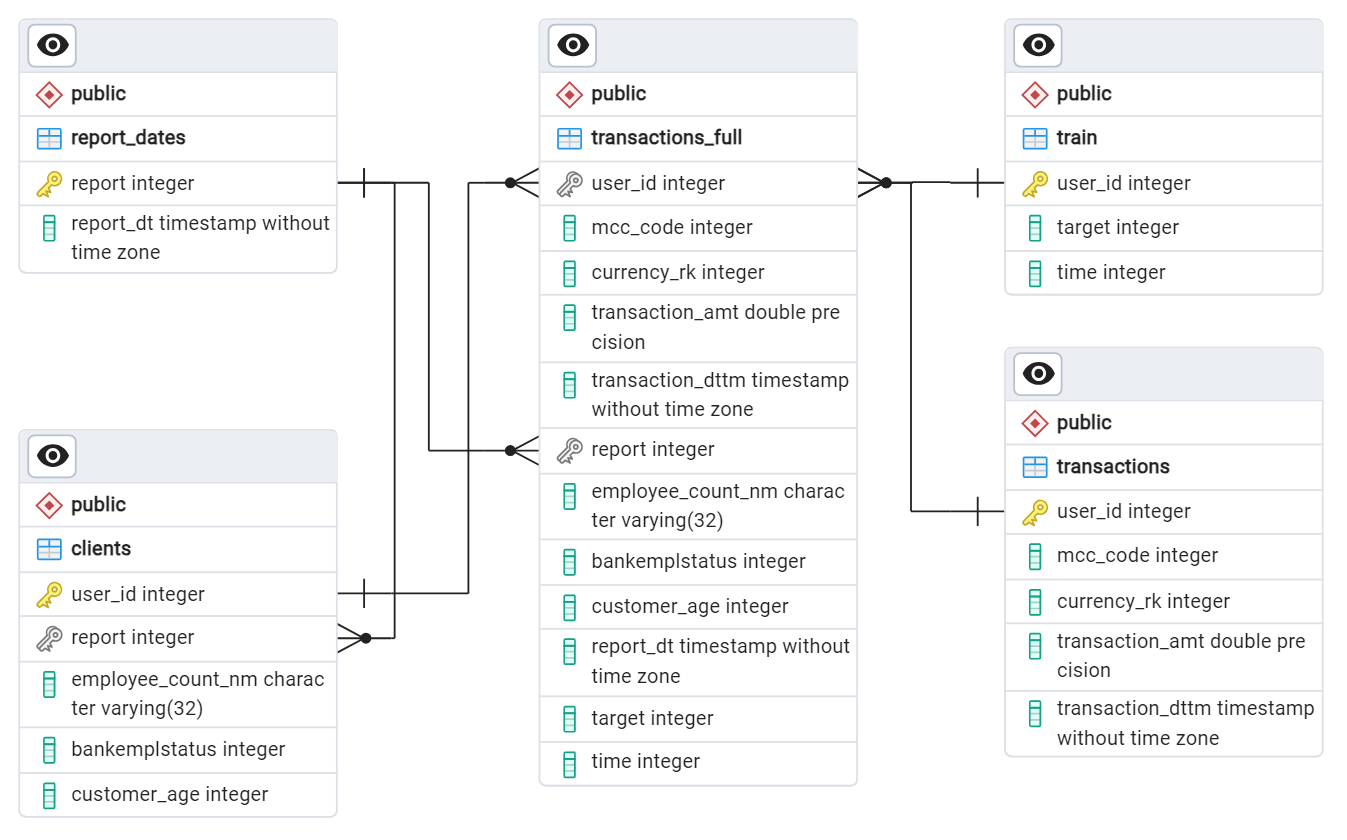 public
report_dates
report integer
report_dt timestamp without
time zone
public
clients
user_id integer
report integer
employee_count_nm charac
ter varying(32)
bankemplstatus integer
customer_age integer
public
transactions_full
user_id integer
mcc_code integer
currency_rk integer
transaction_amt double pre
cision
transaction_dttm timestamp
without time zone
report integer
employee_count_nm charac
ter varying(32)
bankemplstatus integer
customer_age integer
report_dt timestamp without
time zone
target integer
time integer
public
train
user_id integer
target integer
time integer
public
transactions
user_id integer
mcc_code integer
currency_rk integer
transaction_amt double pre
cision
transaction_dttm timestamp
without time zone